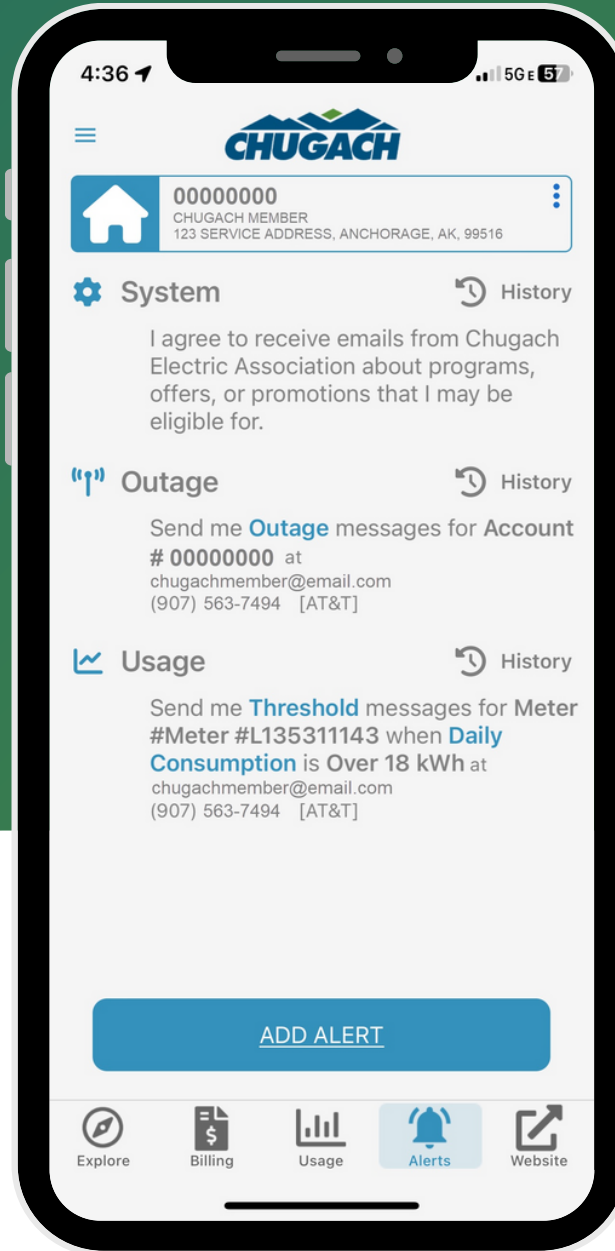 4:36
5G E 57
CHUGACH
00000000
CHUGACH MEMBER
123 SERVICE ADDRESS, ANCHORAGE, AK, 99516
System
History
I agree to receive emails from Chugach
Electric Association about programs,
offers, or promotions that I may be
eligible for.
Outage
History
Send me Outage messages for Account
# 00000000 at
chugachmember@email.com
(907) 563-7494 [AT&T]
Usage
History
Send me Threshold messages for Meter
#Meter #L135311143 when Daily
Consumption is Over 18 kWh at
chugachmember@email.com
(907) 563-7494 [AT&T]
ADD ALERT
Explore
Billing
Usage
Alerts
Website